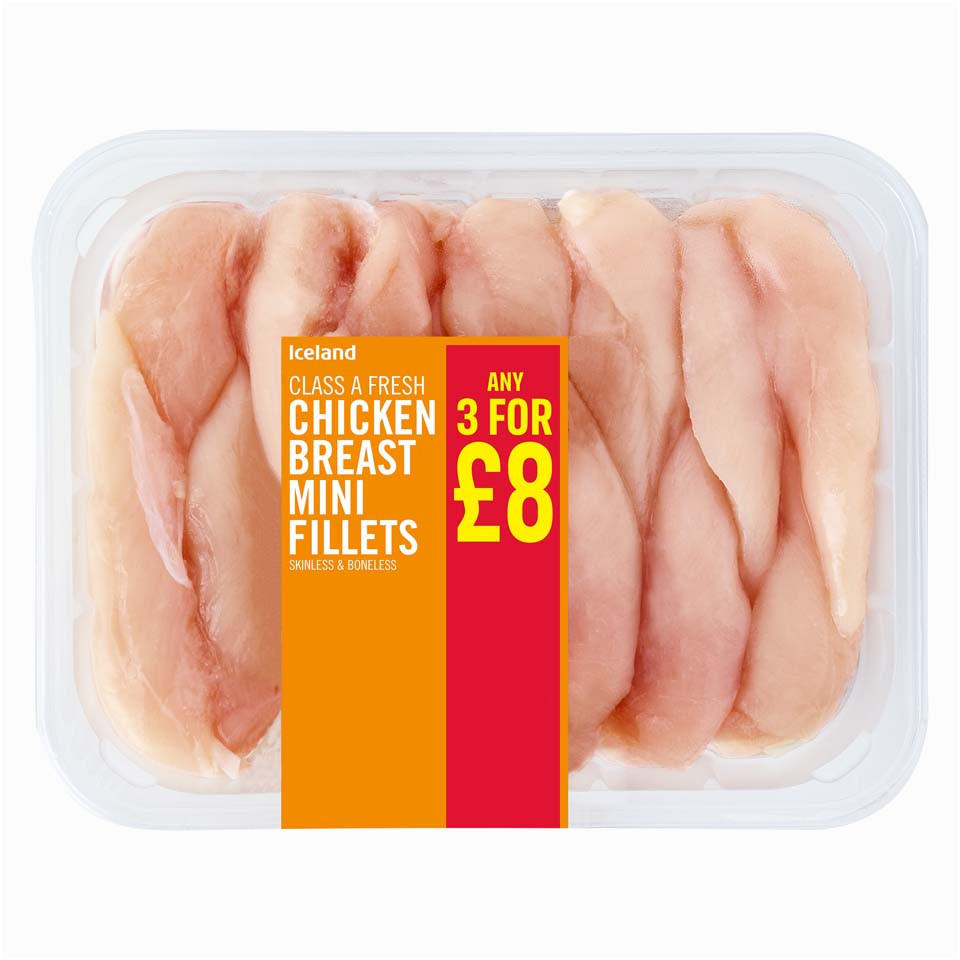 Iceland
CLASS A FRESH
CHICKEN
BREAST
MINI
FILLETS
SKINLESS & BONELESS
ANY
3 FOR
£8